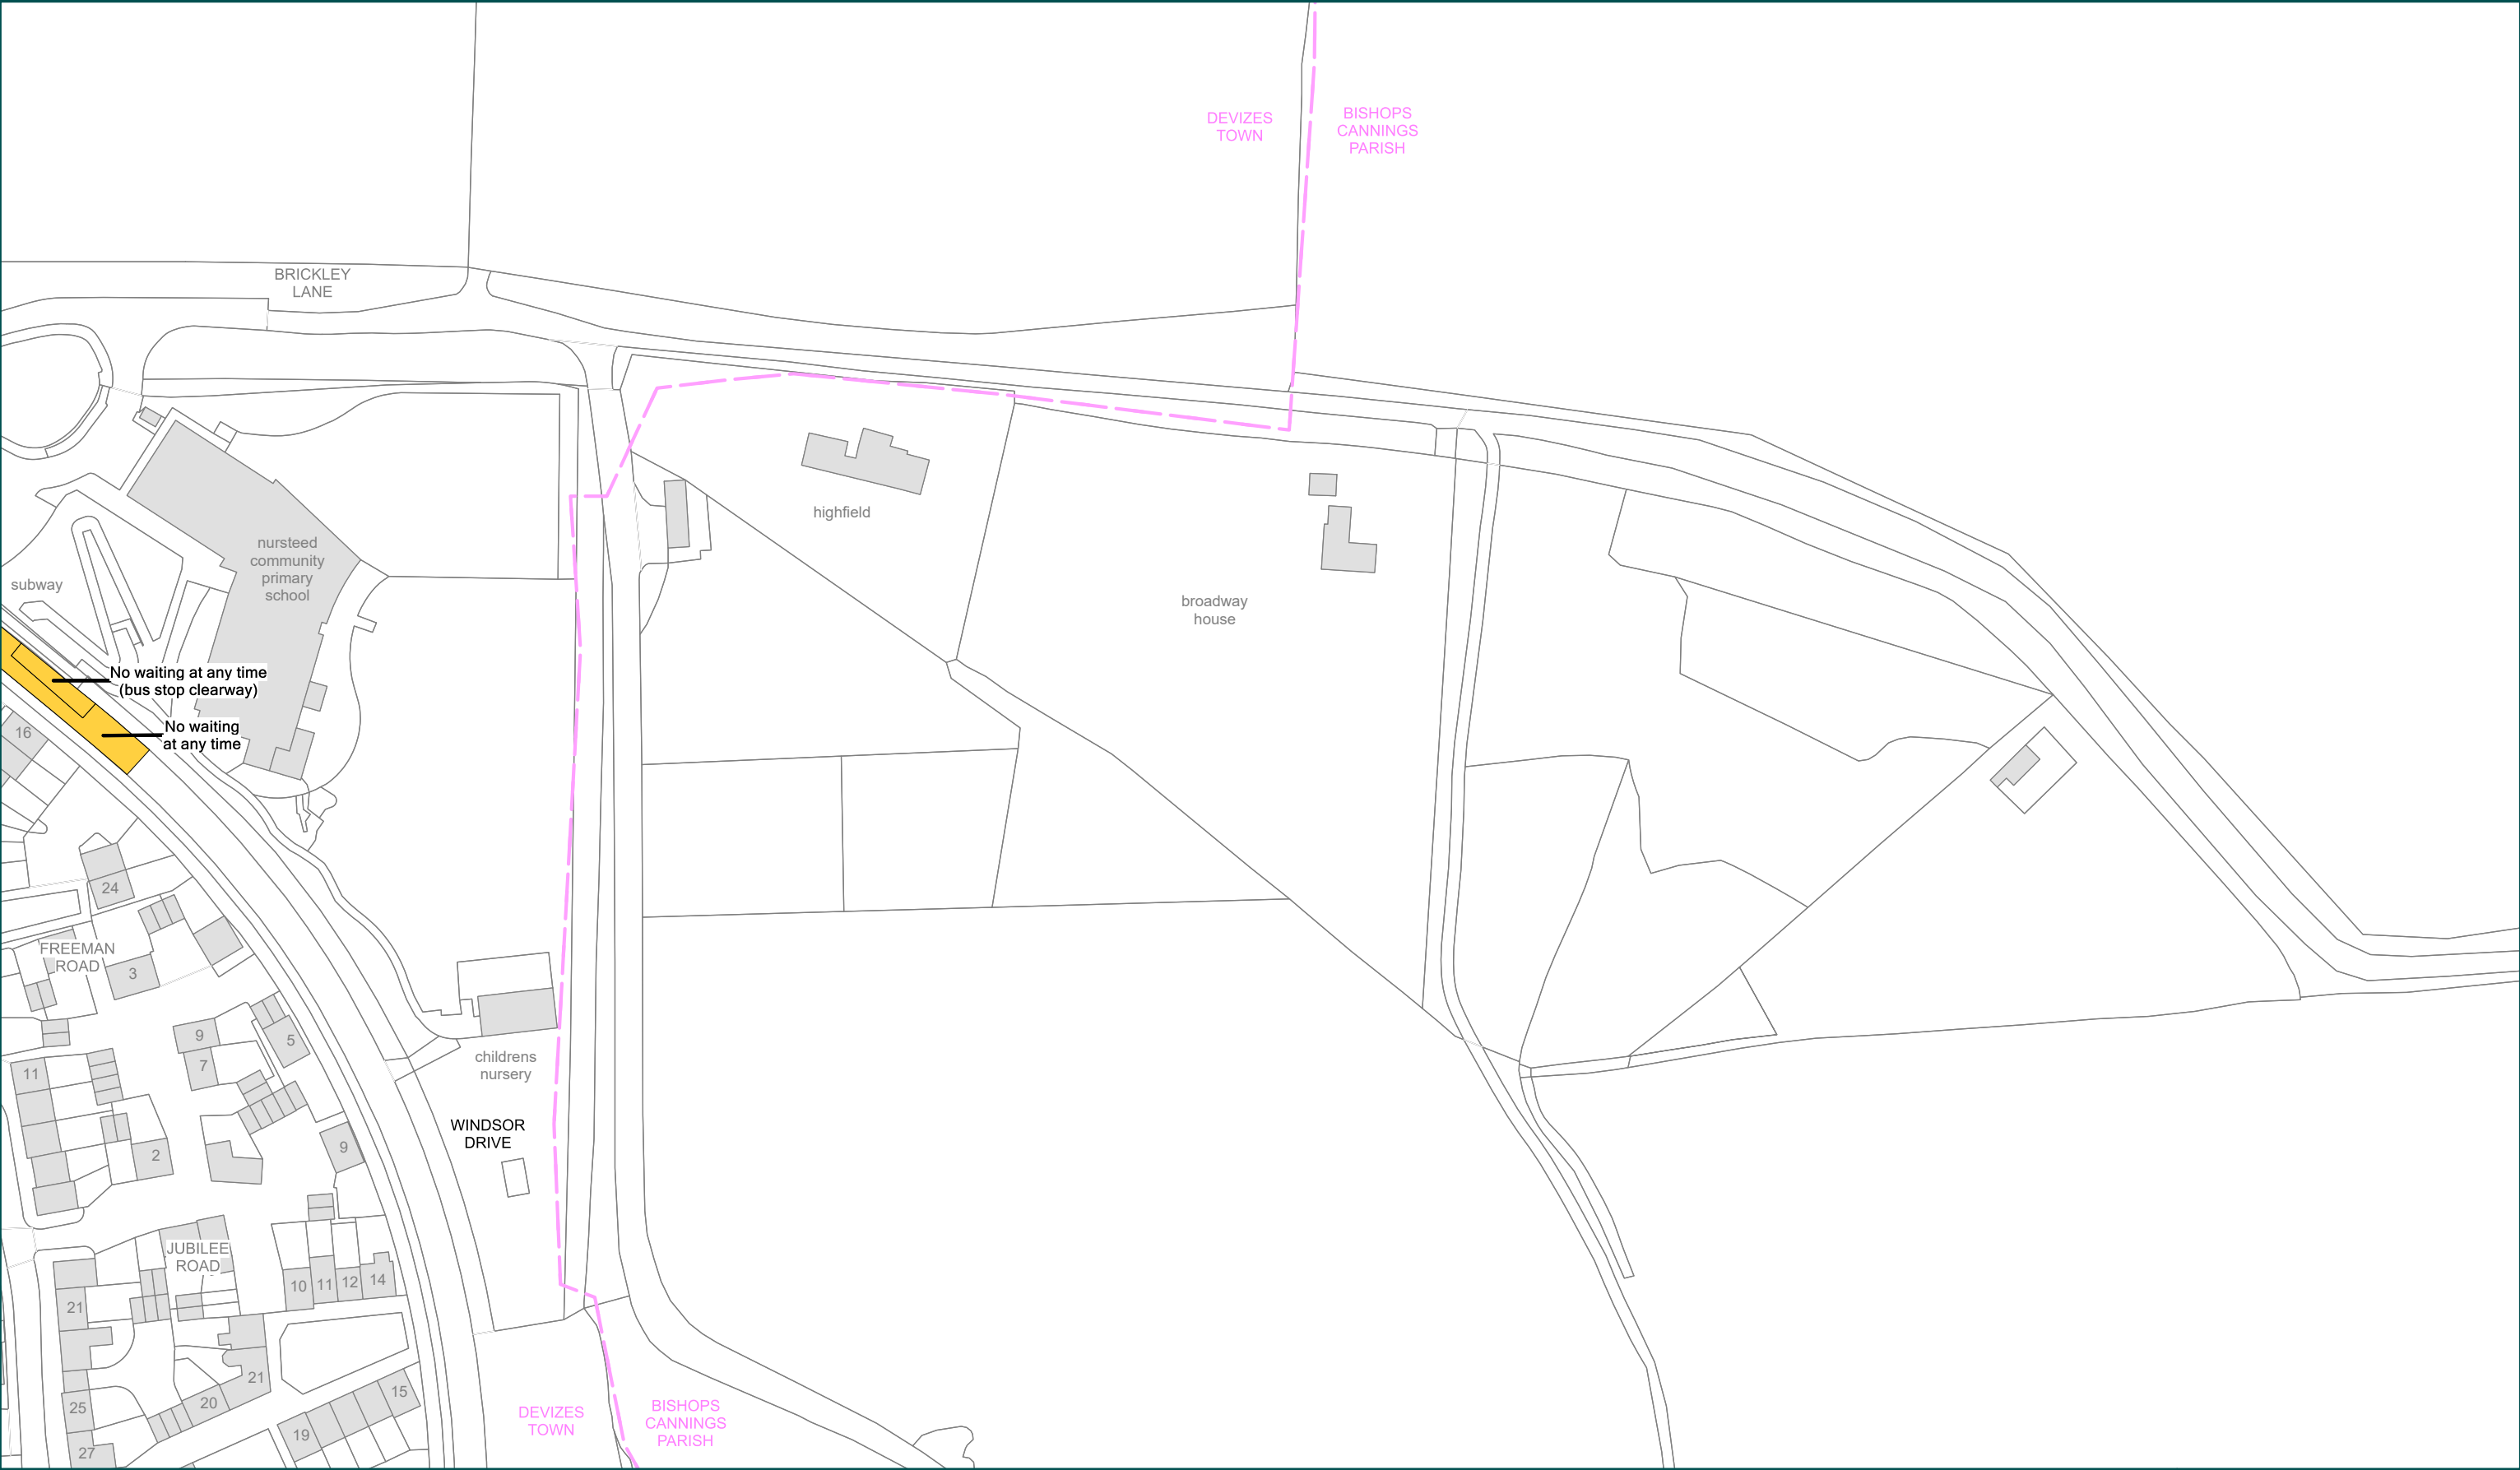 DEVIZES
TOWN
BISHOPS
CANNINGS
PARISH
BRICKLEY
LANE
highfield
nursteed
community
primary
school
subway
broadway
house
No waiting at any time
(bus stop clearway)
No waiting
at any time
16
24
FREEMAN
ROAD
3
9
5
7
11
childrens
nursery
WINDSOR
DRIVE
9
2
JUBILEE
ROAD
10
11
12
14
21
21
15
20
25
19
27
DEVIZES
TOWN
BISHOPS
CANNINGS
PARISH